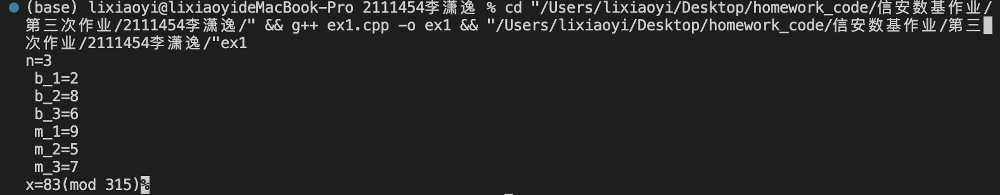 (base) lixiaoyi@lixiaoyideMacBook-Pro 2111454李潇逸 % cd "/Users/lixiaoyi/Desktop/homework_code/信安数基作业/
第三次作业/2111454李潇逸/" && g++ ex1.cpp -o ex1 && "/Users/lixiaoyi/Desktop/homework_code/信安数基作业/第三
次作业/2111454李潇逸/"ex1
n=3
b_1=2
b_2=8
b_3=6
m_1=9
m_2=5
m_3=7
x=83(mod 315)%